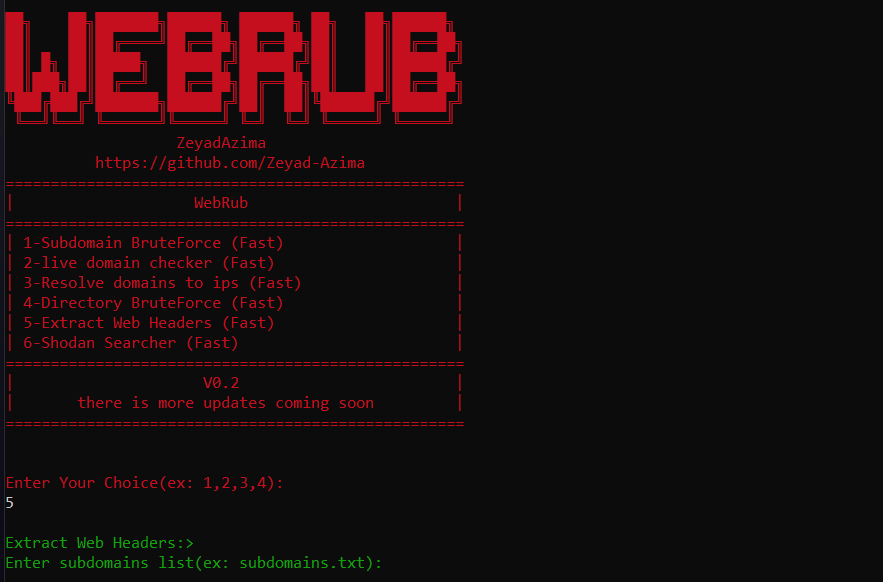 WEBRUB
ZeyadAzima
https://github.com/Zeyad-Azima
==================================================
| WebRub |
==================================================
| 1-Subdomain BruteForce (Fast) |
| 2-live domain checker (Fast) |
| 3-Resolve domains to ips (Fast) |
| 4-Directory BruteForce (Fast) |
| 5-Extract Web Headers (Fast) |
| 6-Shodan Searcher (Fast) |
==================================================
| V0.2 |
| there is more updates coming soon |
==================================================
Enter Your Choice(ex: 1,2,3,4):
5
Extract Web Headers:>
Enter subdomains list(ex: subdomains.txt):